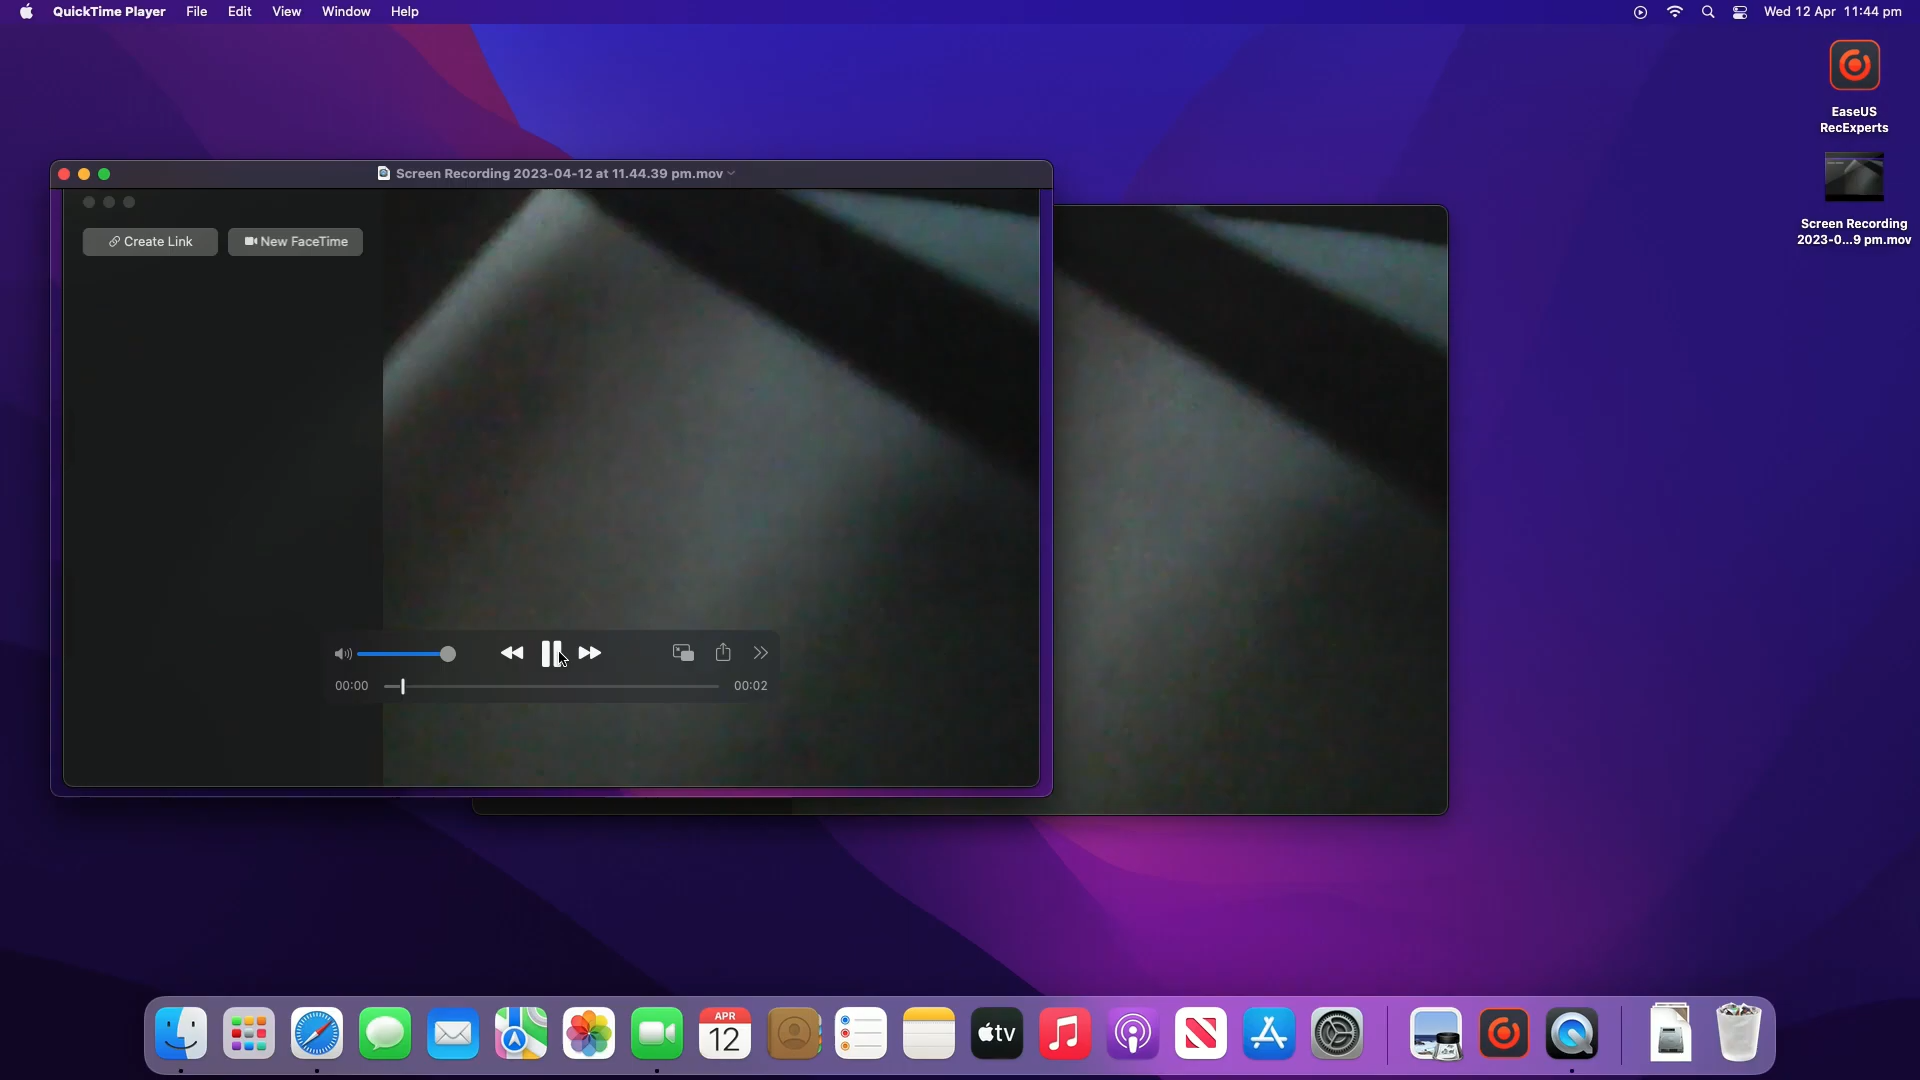 QuickTime Player File Edit View Window Help Wed 12 Apr 11:44 pm
EaseUS
RecExperts
Screen Recording 2023-04-12 at 11.44.39 pm.mov
Screen Recording
2023-0...9 pm.mov
Create Link New FaceTime
00:00 00:02
APR
12
tv